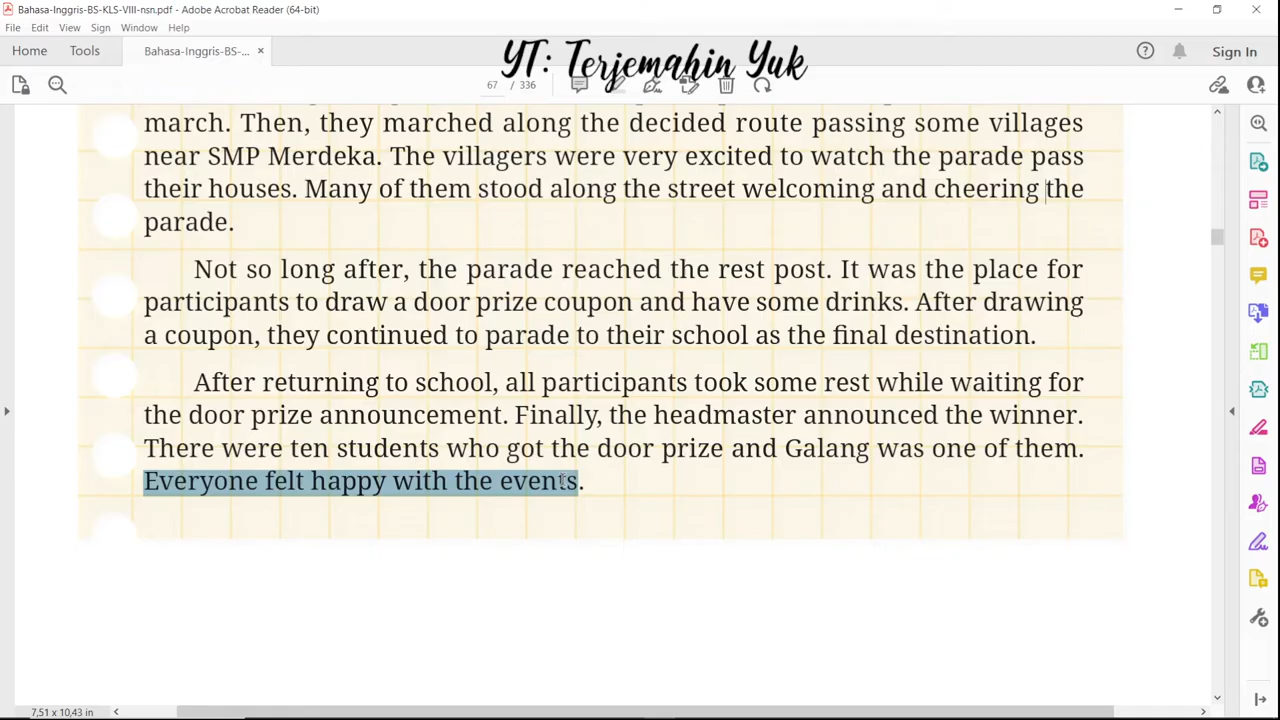 Bahasa-Inggris-BS-KLS-VIII-nsn.pdf - Adobe Acrobat Reader (64-bit)
File Edit View Sign Window Help
Home Tools Bahasa-Inggris-BS-... × Sign In
YT: Terjemahin Yuk
67 / 336
march. Then, they marched along the decided route passing some villages
near SMP Merdeka. The villagers were very excited to watch the parade pass
their houses. Many of them stood along the street welcoming and cheering the
parade.
Not so long after, the parade reached the rest post. It was the place for
participants to draw a door prize coupon and have some drinks. After drawing
a coupon, they continued to parade to their school as the final destination.
After returning to school, all participants took some rest while waiting for
the door prize announcement. Finally, the headmaster announced the winner.
There were ten students who got the door prize and Galang was one of them.
Everyone felt happy with the events.
7,51 x 10,43 in